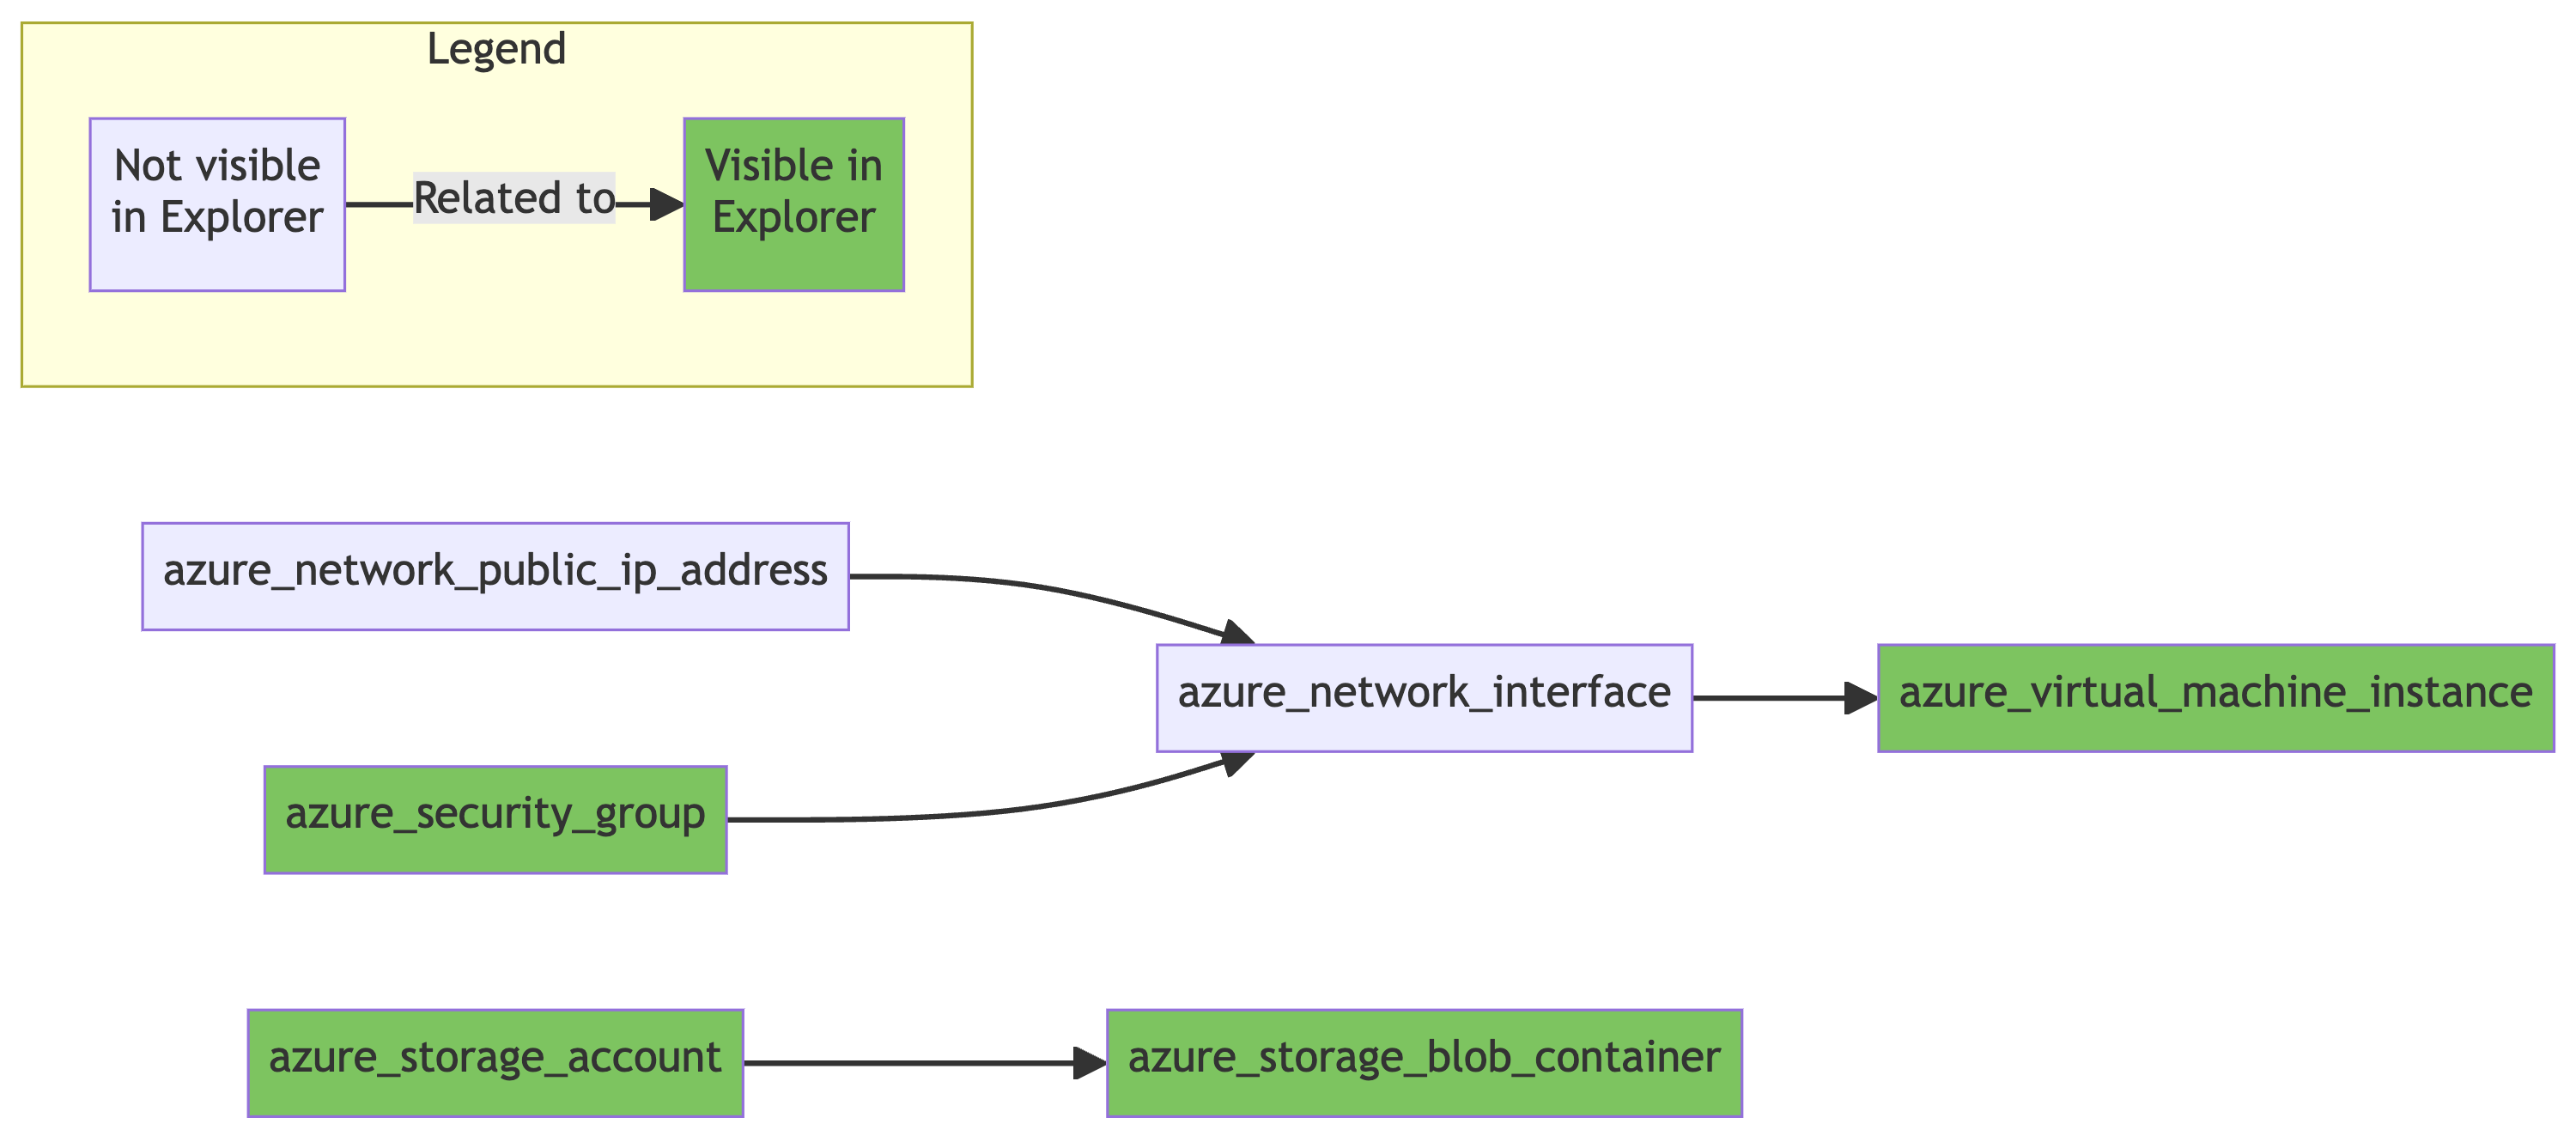 Legend
Not visible
in Explorer
Related to
Visible in
Explorer
azure_network_public_ip_address
azure_network_interface
azure_virtual_machine_instance
azure_security_group
azure_storage_account
azure_storage_blob_container